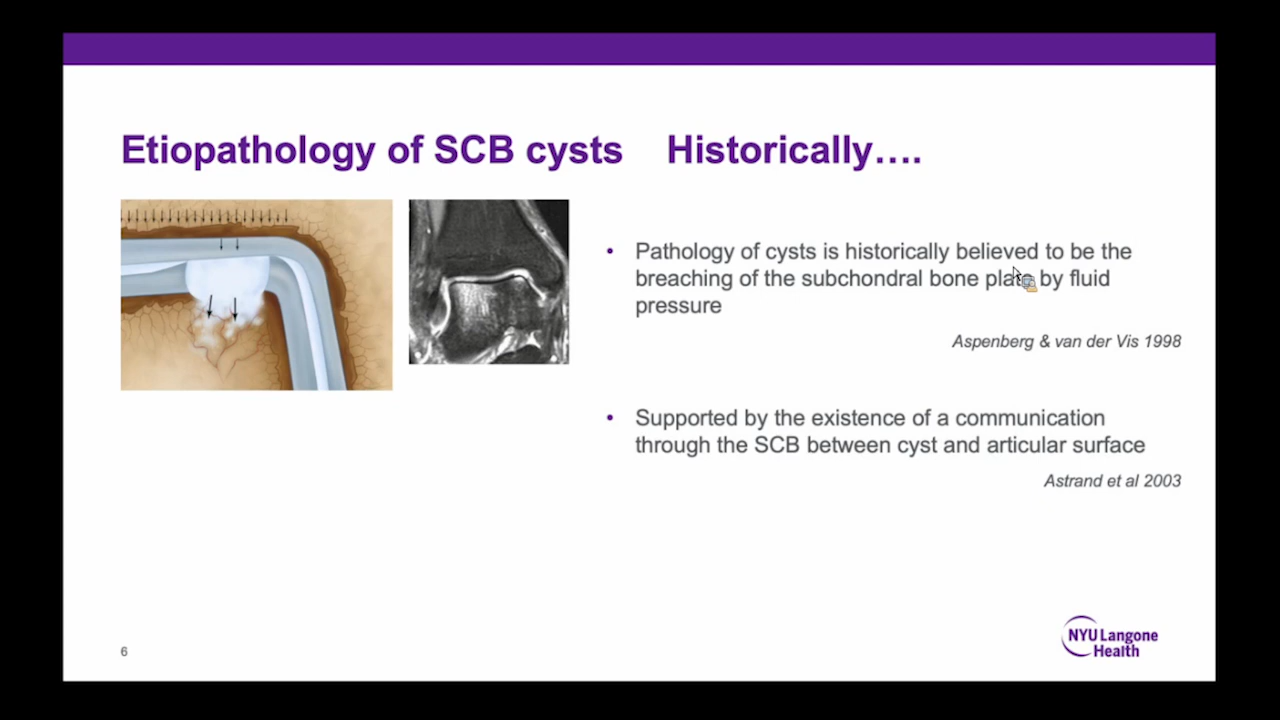 Etiopathology of SCB cysts Historically….
• Pathology of cysts is historically believed to be the
breaching of the subchondral bone plate by fluid
pressure
Aspenberg & van der Vis 1998
• Supported by the existence of a communication
through the SCB between cyst and articular surface
Astrand et al 2003
6
NYU Langone
Health